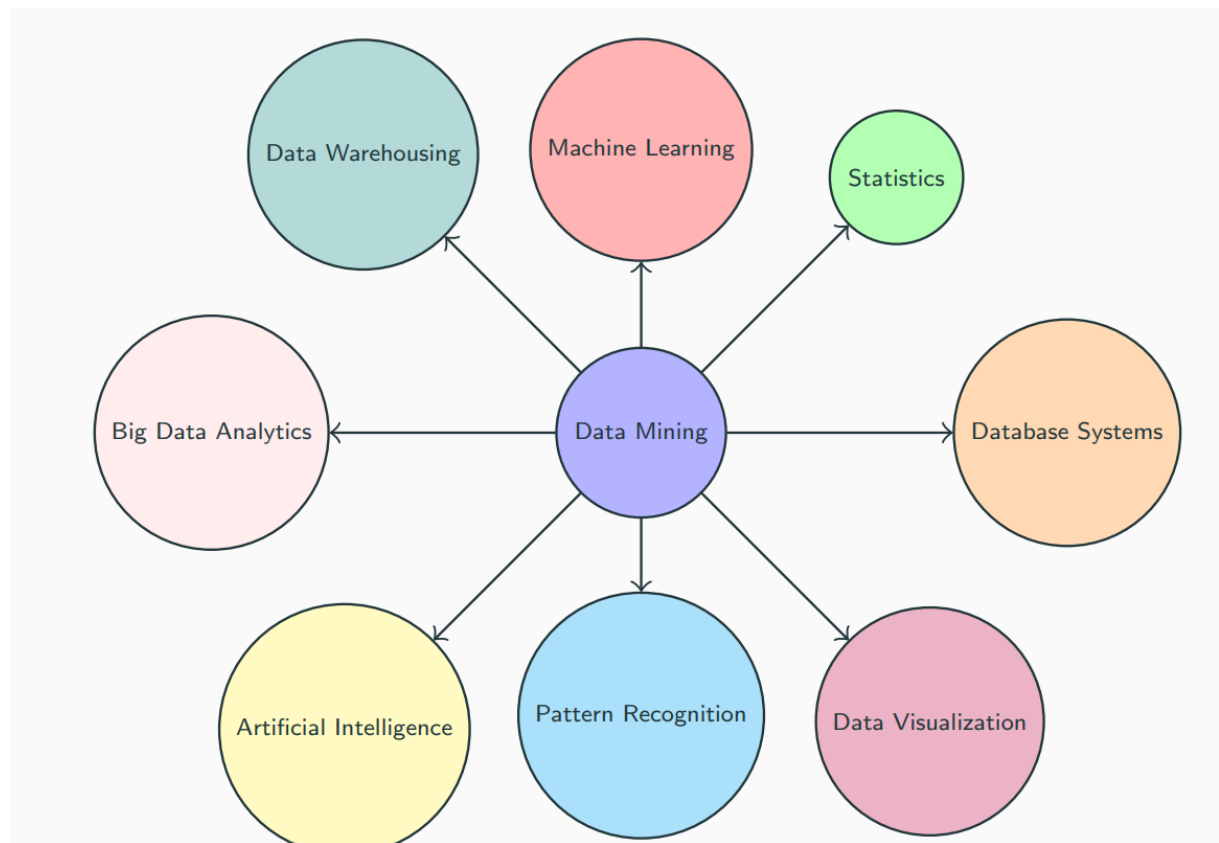 Data Warehousing
Machine Learning
Statistics
Big Data Analytics
Data Mining
Database Systems
Artificial Intelligence
Pattern Recognition
Data Visualization